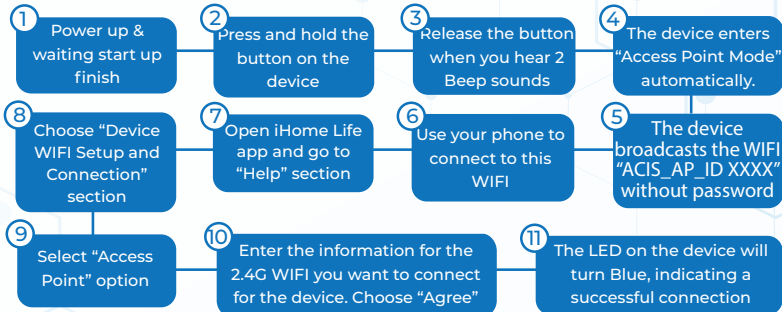 1
Power up &
waiting start up
finish
2
Press and hold the
button on the
device
3
Release the button
when you hear 2
Beep sounds
4
The device enters
“Access Point Mode”
automatically.
5
The device
broadcasts the WIFI
“ACIS_AP_ID XXXX”
without password
6
Use your phone to
connect to this
WIFI
7
Open iHome Life
app and go to
“Help” section
8
Choose “Device
WIFI Setup and
Connection”
section
9
Select “Access
Point” option
10
Enter the information for the
2.4G WIFI you want to connect
for the device. Choose “Agree”
11
The LED on the device will
turn Blue, indicating a
successful connection